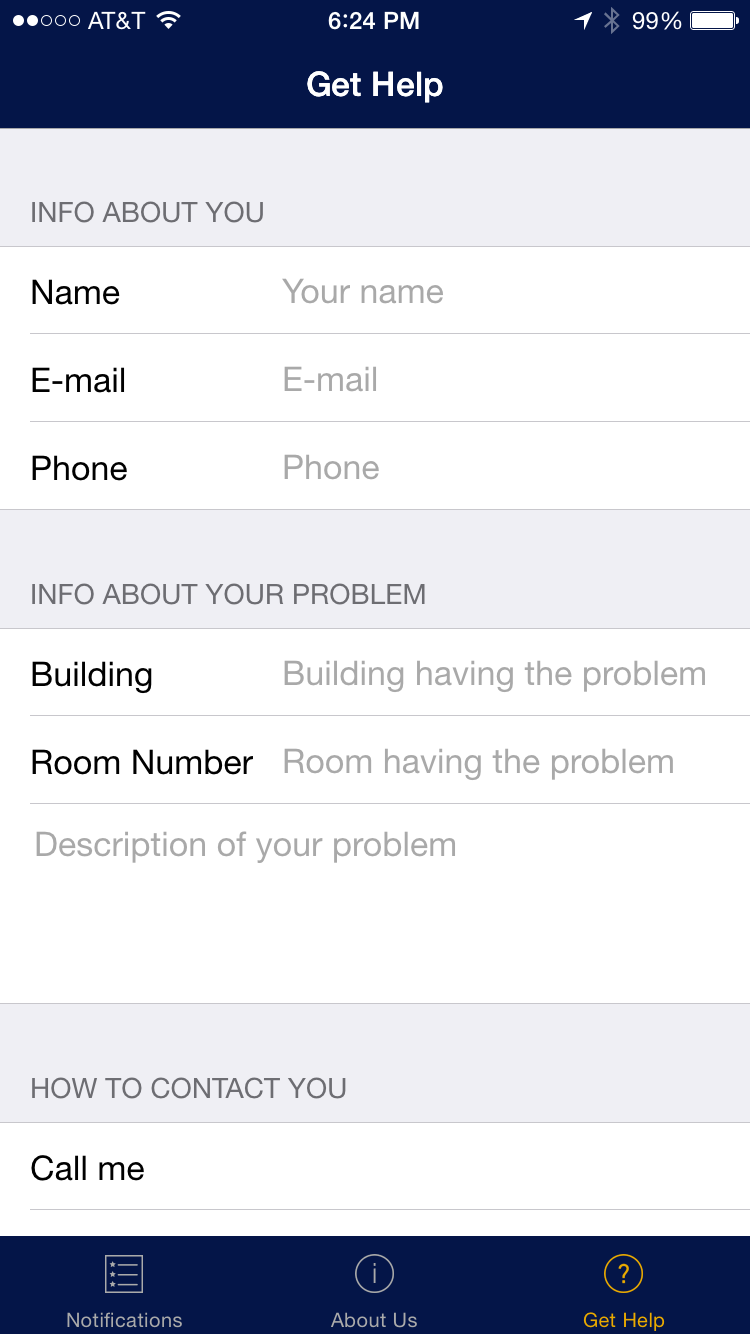 AT&T 6:24 PM 99%
Get Help
INFO ABOUT YOU
Name Your name
E-mail E-mail
Phone Phone
INFO ABOUT YOUR PROBLEM
Building Building having the problem
Room Number Room having the problem
Description of your problem
HOW TO CONTACT YOU
Call me
Notifications About Us Get Help